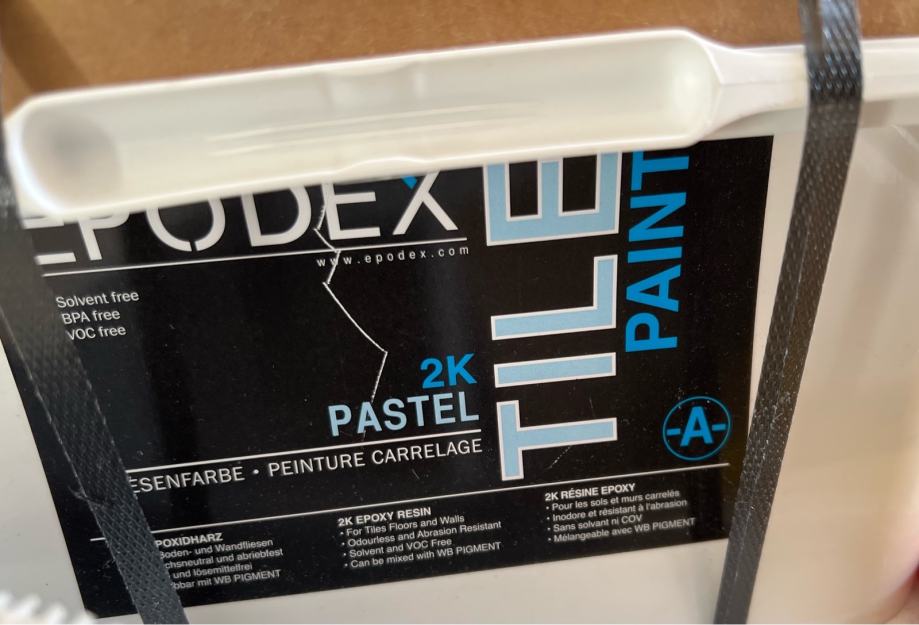 EPODEX
www.epodex.com
Solvent free
BPA free
VOC free
2K
PASTEL
TILE
PAINT
-A-
ESENFARBE • PEINTURE CARRELAGE
POXIDHARZ
Boden- und Wandfliesen
chsneutral und abriebfest
und lösemittelfrei
bbar mit WB PIGMENT
2K EPOXY RESIN
• For Tiles Floors and Walls
• Odourless and Abrasion Resistant
• Solvent and VOC Free
• Can be mixed with WB PIGMENT
2K RÉSINE EPOXY
• Pour les sols et murs carrelés
• Inodore et résistant à l'abrasion
• Sans solvant ni COV
• Mélangeable avec WB PIGMENT